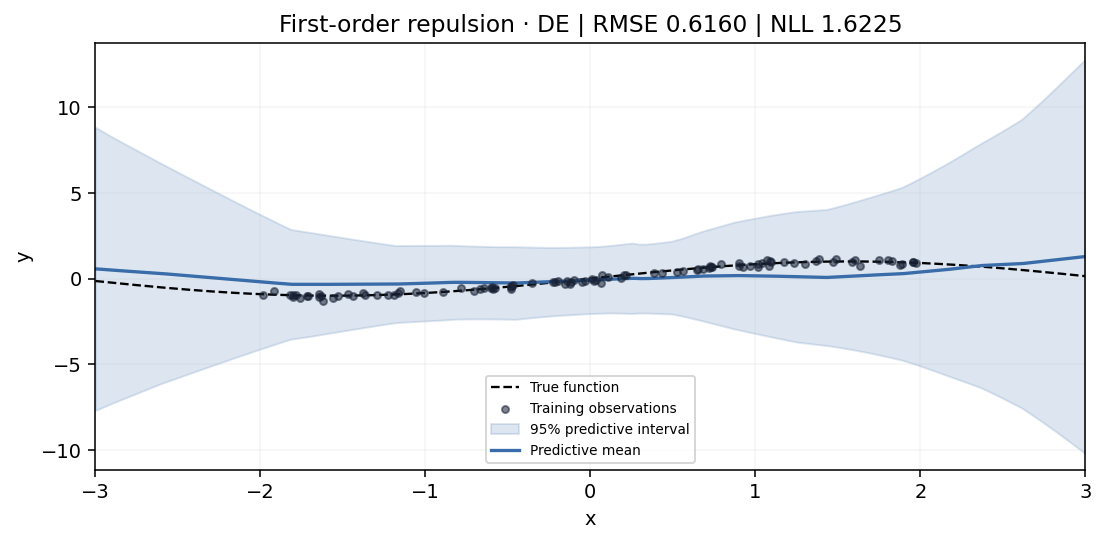 First-order repulsion · DE | RMSE 0.6160 | NLL 1.6225
10
5
0
−5
−10
y
True function
Training observations
95% predictive interval
Predictive mean
−3 −2 −1 0 1 2 3
x